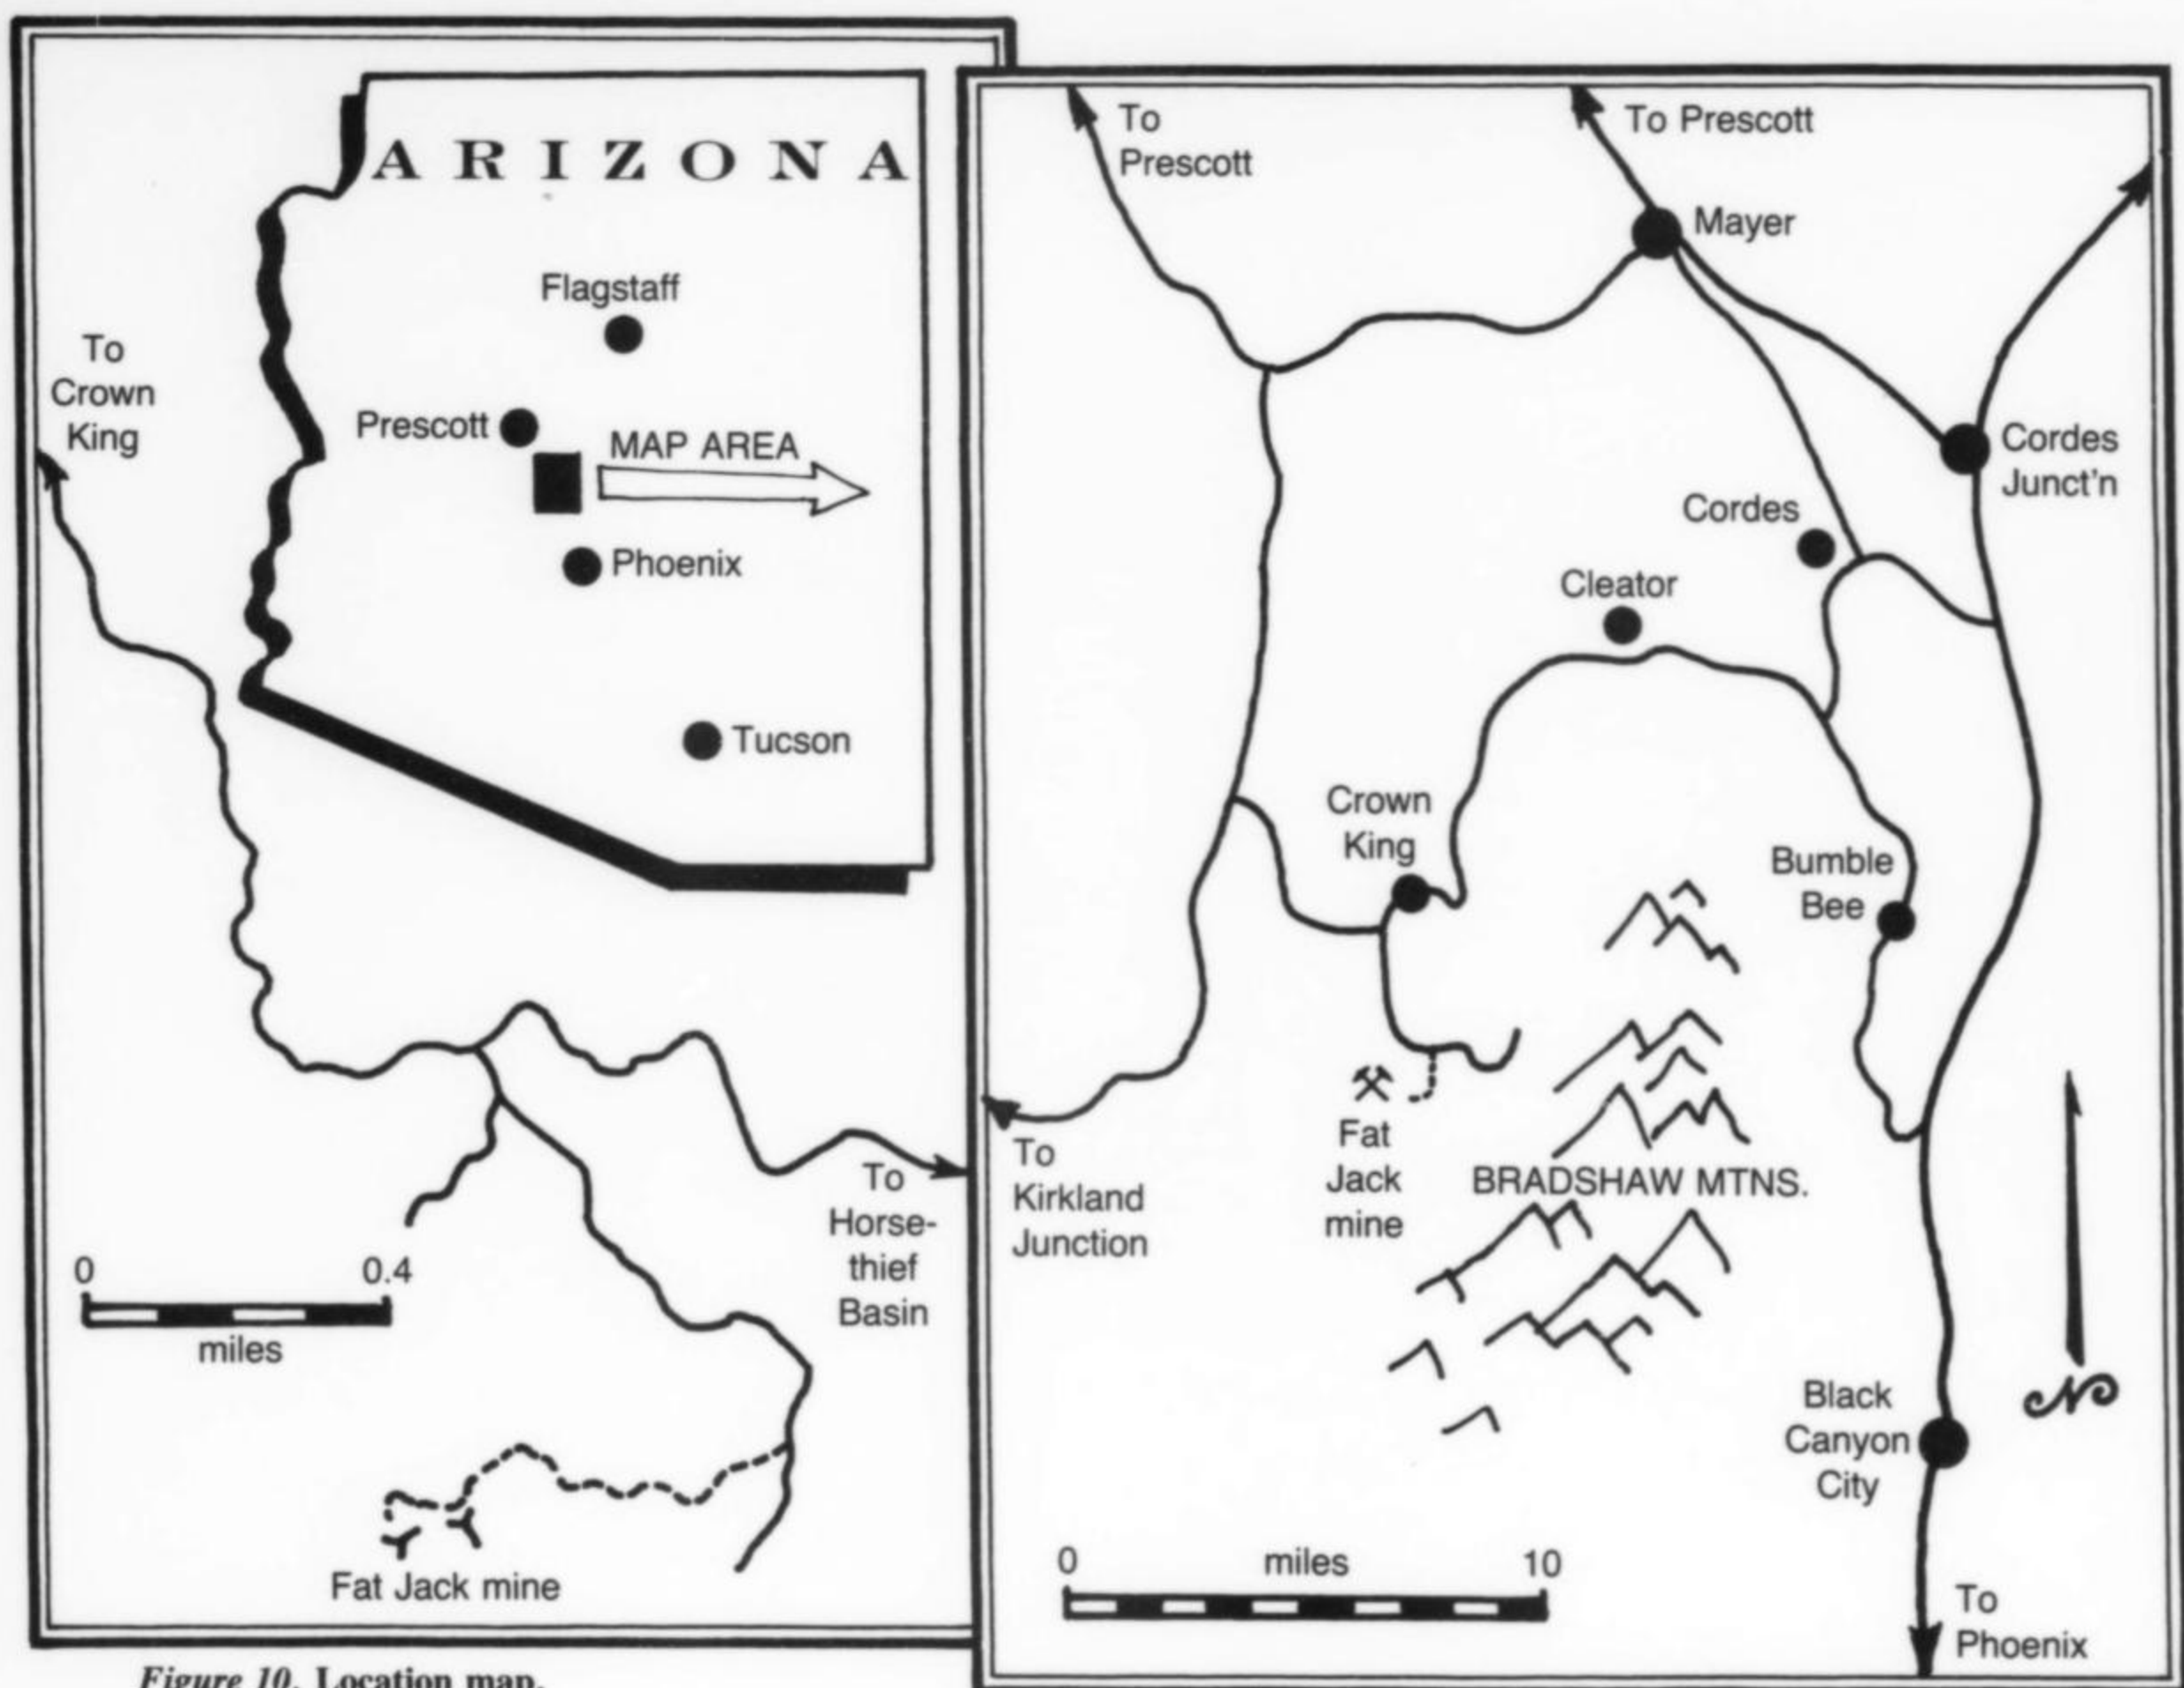 ARIZONA
Flagstaff
To
Crown
King
Prescott
MAP AREA
Phoenix
Tucson
To
Horse-
thief
Basin
0 0.4
miles
Fat Jack mine
Figure 10. Location map.
To
Prescott
To Prescott
Mayer
Cordes
Junct'n
Cordes
Cleator
Crown
King
Bumble
Bee
Fat
Jack
mine
To
Kirkland
Junction
BRADSHAW MTNS.
N
Black
Canyon
City
0 miles 10
To
Phoenix